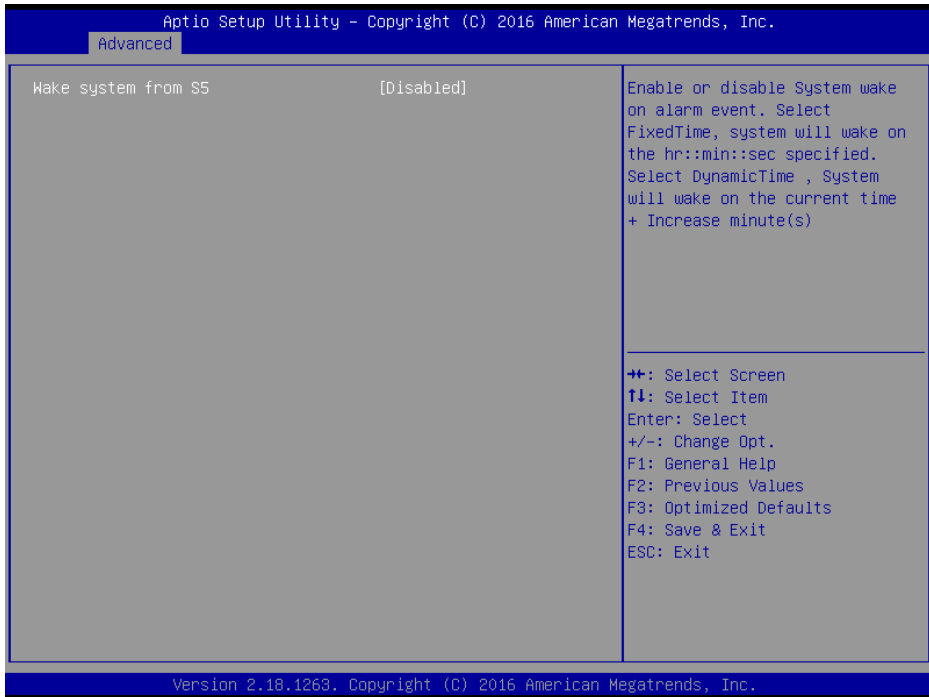 Aptio Setup Utility – Copyright (C) 2016 American Megatrends, Inc.
Advanced
Wake system from S5 [Disabled]
Enable or disable System wake
on alarm event. Select
FixedTime, system will wake on
the hr::min::sec specified.
Select DynamicTime , System
will wake on the current time
+ Increase minute(s)
→←: Select Screen
↑↓: Select Item
Enter: Select
+/-: Change Opt.
F1: General Help
F2: Previous Values
F3: Optimized Defaults
F4: Save & Exit
ESC: Exit
Version 2.18.1263. Copyright (C) 2016 American Megatrends, Inc.